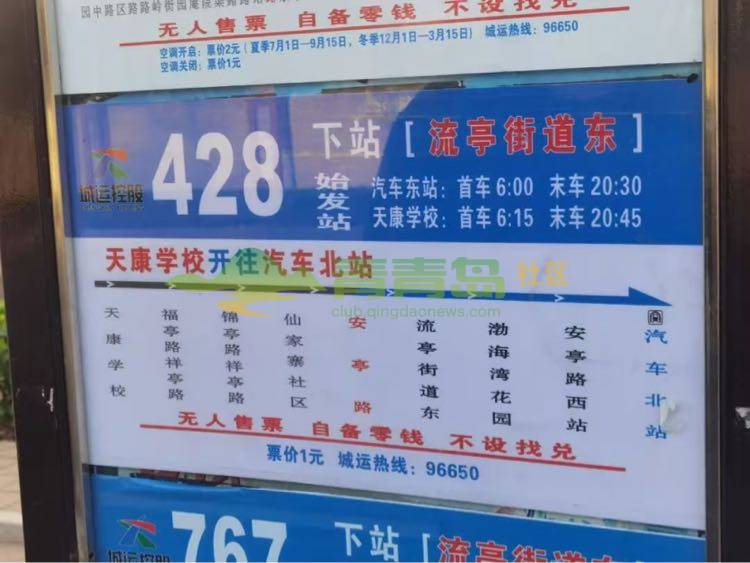 无人售票 自备零钱 不设找兑
空调开启：票价2元（夏季7月1日—9月15日，冬季12月1日—3月15日）城运热线：96650
空调关闭：票价1元
城运控股
428
下站［流亭街道东］
始发站
汽车东站：首车6:00 末车20:30
天康学校：首车6:15 末车20:45
天康学校开往汽车北站
青青岛社区
club.qingdaonews.com
天康学校
福亭路祥亭路
锦亭路祥亭路
仙家寨社区
安亭路
流亭街道东
渤海湾花园
安亭路西站
汽车北站
无人售票 自备零钱 不设找兑
票价1元 城运热线：96650
城运控股
767
下站［流亭街道东